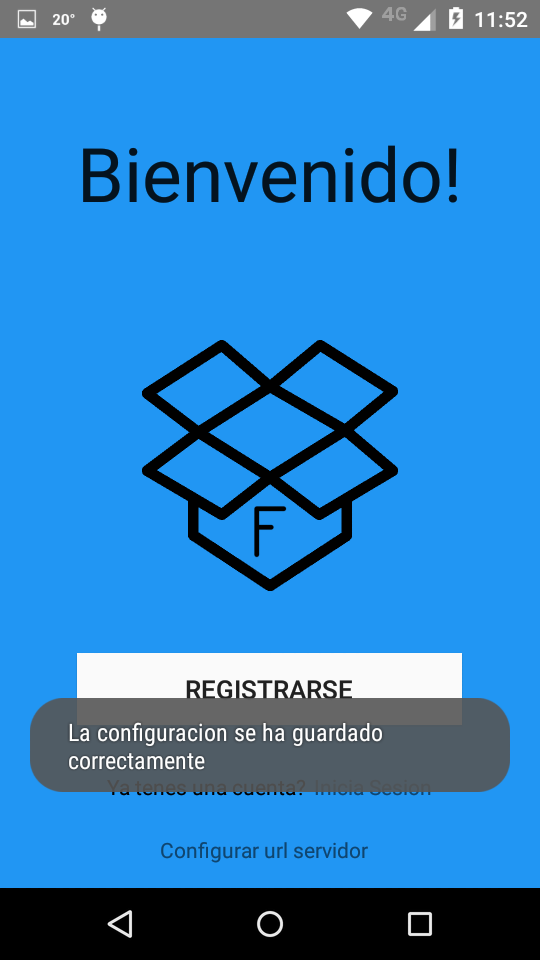 20°
4G
11:52
Bienvenido!
F
REGISTRARSE
La configuracion se ha guardado
correctamente
Ya tenes una cuenta? Inicia Sesion
Configurar url servidor